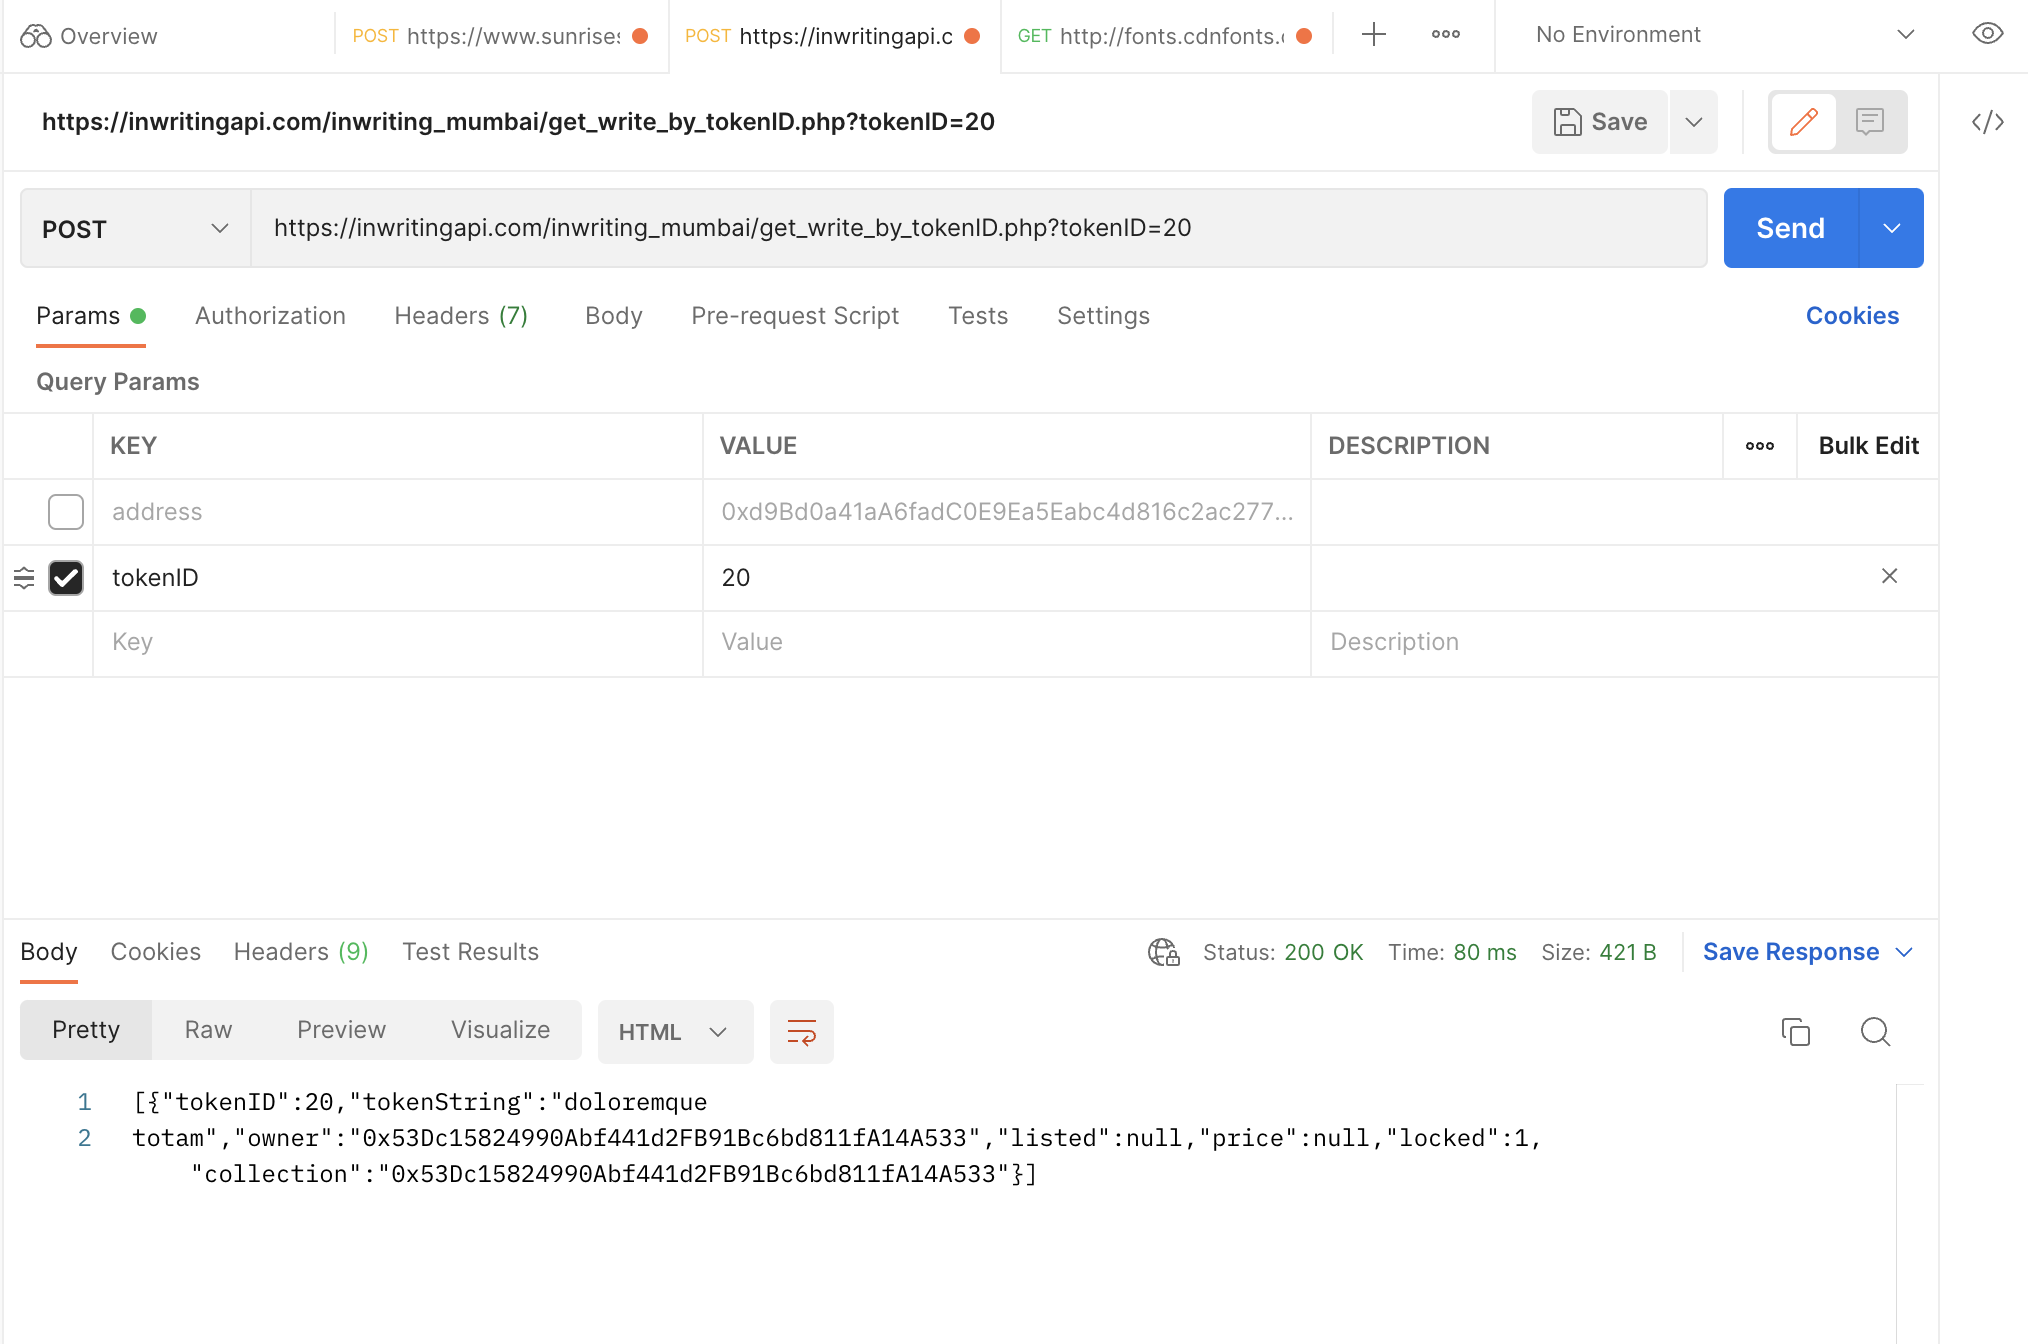 Overview
POST https://www.sunrises
POST https://inwritingapi.c
GET http://fonts.cdnfonts.
No Environment
https://inwritingapi.com/inwriting_mumbai/get_write_by_tokenID.php?tokenID=20
Save
POST
https://inwritingapi.com/inwriting_mumbai/get_write_by_tokenID.php?tokenID=20
Send
Params
Authorization
Headers (7)
Body
Pre-request Script
Tests
Settings
Cookies
Query Params
KEY VALUE DESCRIPTION Bulk Edit
address 0xd9Bd0a41aA6fadC0E9Ea5Eabc4d816c2ac277...
tokenID 20
Key Value Description
Body
Cookies
Headers (9)
Test Results
Status: 200 OK
Time: 80 ms
Size: 421 B
Save Response
Pretty
Raw
Preview
Visualize
HTML
1 [{"tokenID":20,"tokenString":"doloremque
2 totam","owner":"0x53Dc15824990Abf441d2FB91Bc6bd811fA14A533","listed":null,"price":null,"locked":1,
"collection":"0x53Dc15824990Abf441d2FB91Bc6bd811fA14A533"}]